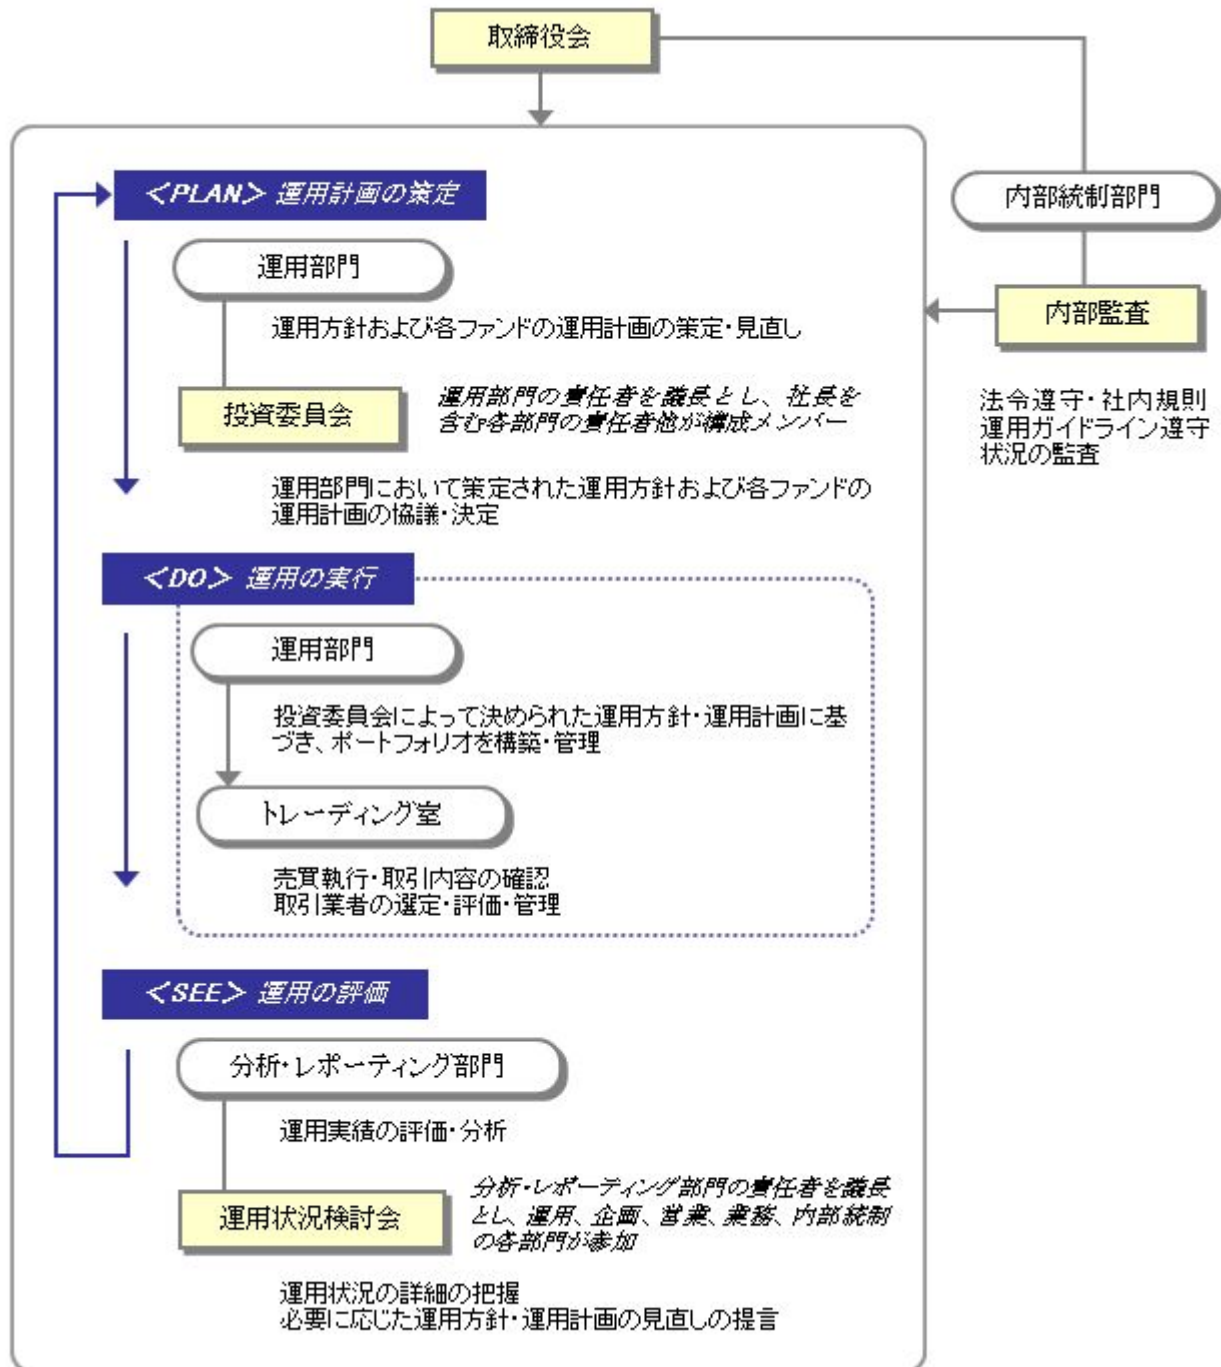 取締役会
<PLAN> 運用計画の策定
運用部門
運用方針および各ファンドの運用計画の策定・見直し
投資委員会
運用部門の責任者を議長とし、社長を
含む各部門の責任者他が構成メンバー
運用部門において策定された運用方針および各ファンドの
運用計画の協議・決定
内部統制部門
内部監査
法令遵守・社内規則
運用ガイドライン遵守
状況の監査
<DO> 運用の実行
運用部門
投資委員会によって決められた運用方針・運用計画に基
づき、ポートフォリオを構築・管理
トレーディング室
売買執行・取引内容の確認
取引業者の選定・評価・管理
<SEE> 運用の評価
分析・レポーティング部門
運用実績の評価・分析
運用状況検討会
分析・レポーティング部門の責任者を議長
とし、運用、企画、営業、業務、内部統制
の各部門が参加
運用状況の詳細の把握
必要に応じた運用方針・運用計画の見直しの提言